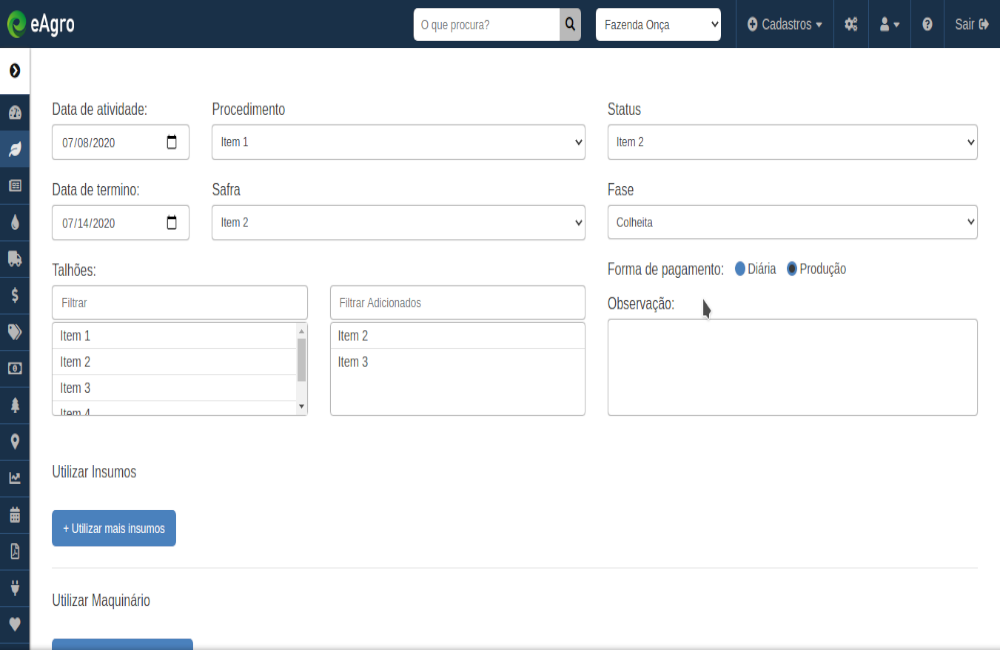 eAgro
O que procura?
Fazenda Onça
Cadastros
Sair
Data de atividade:
Procedimento
Status
07/08/2020
Item 1
Item 2
Data de termino:
Safra
Fase
07/14/2020
Item 2
Colheita
Talhões:
Forma de pagamento:
Diária
Produção
Filtrar
Filtrar Adicionados
Observação:
Item 1
Item 2
Item 3
Item 4
Item 2
Item 3
Utilizar Insumos
+ Utilizar mais insumos
Utilizar Maquinário